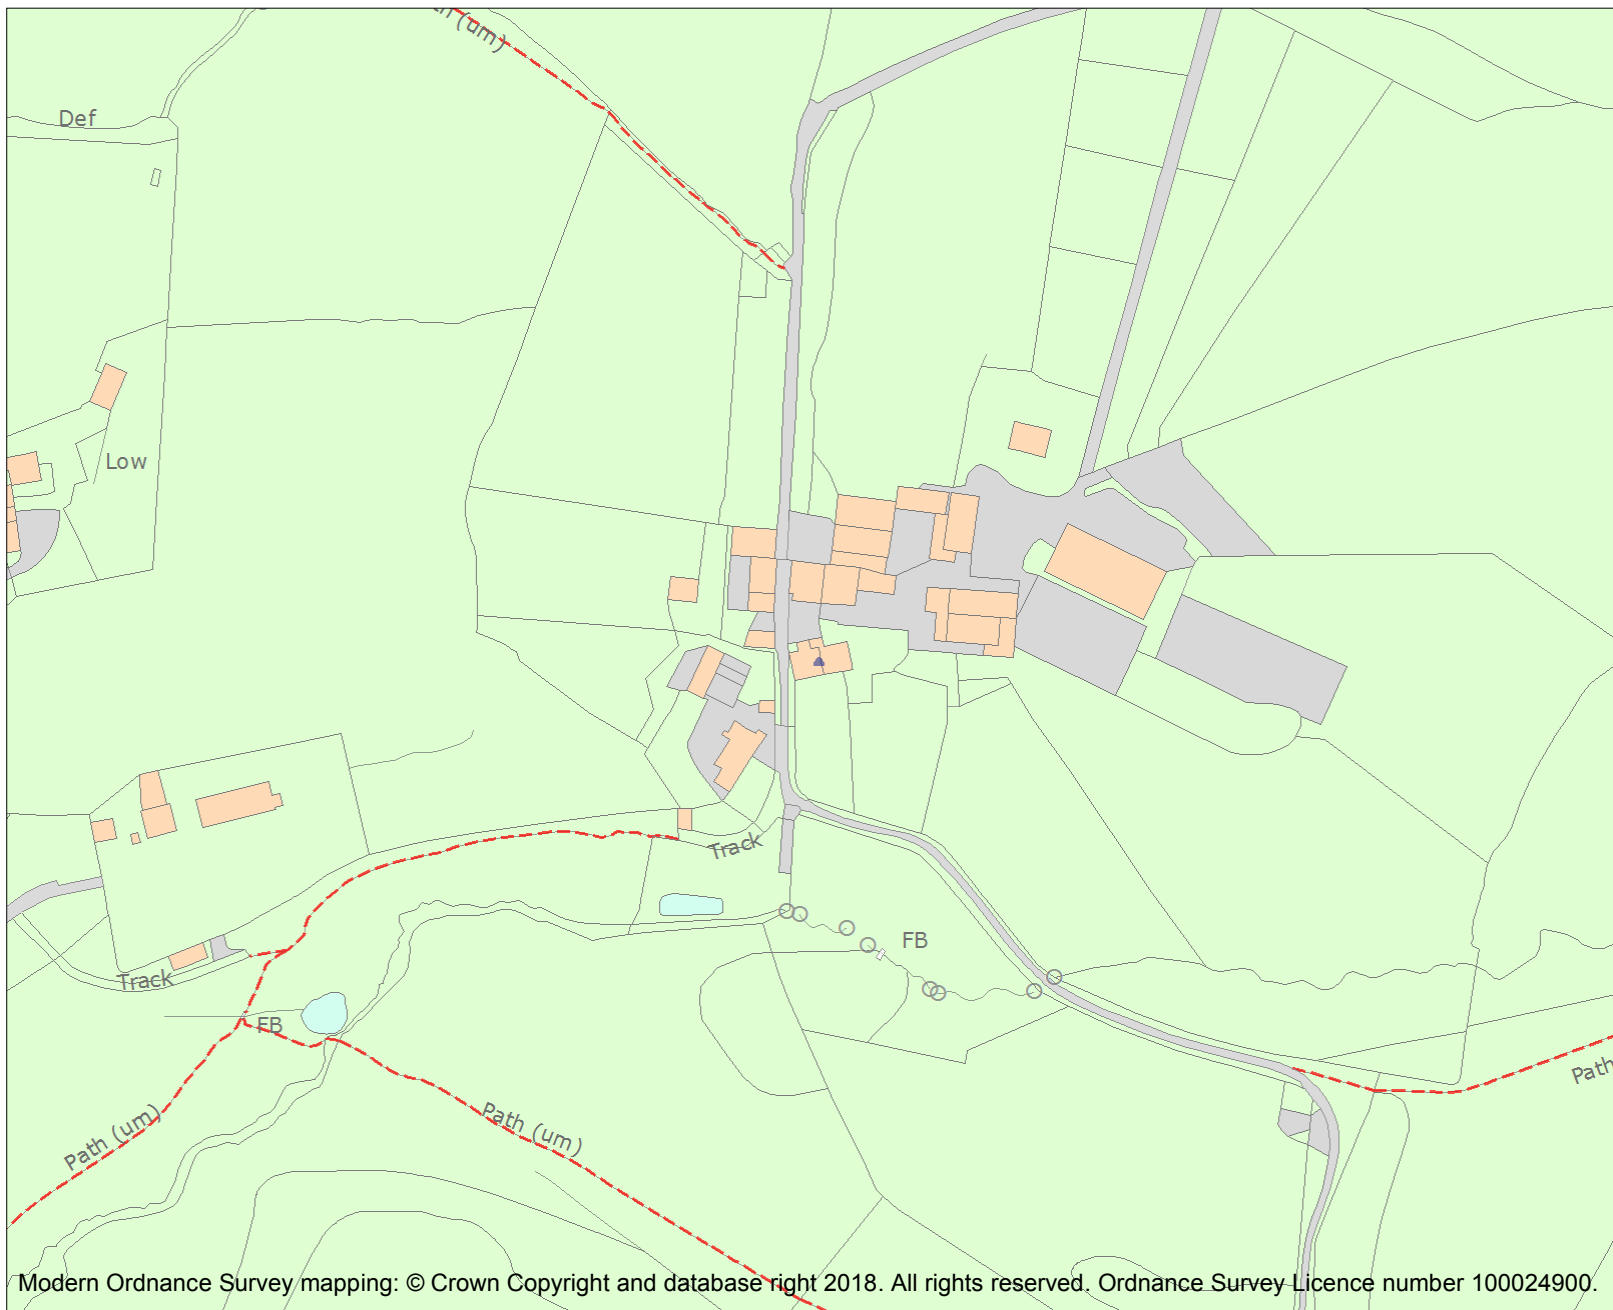 (um)
Def
Low
Track
FB
Track
FB
Path
Path (um)
Path (um)
Modern Ordnance Survey mapping: © Crown Copyright and database right 2018. All rights reserved. Ordnance Survey Licence number 100024900.